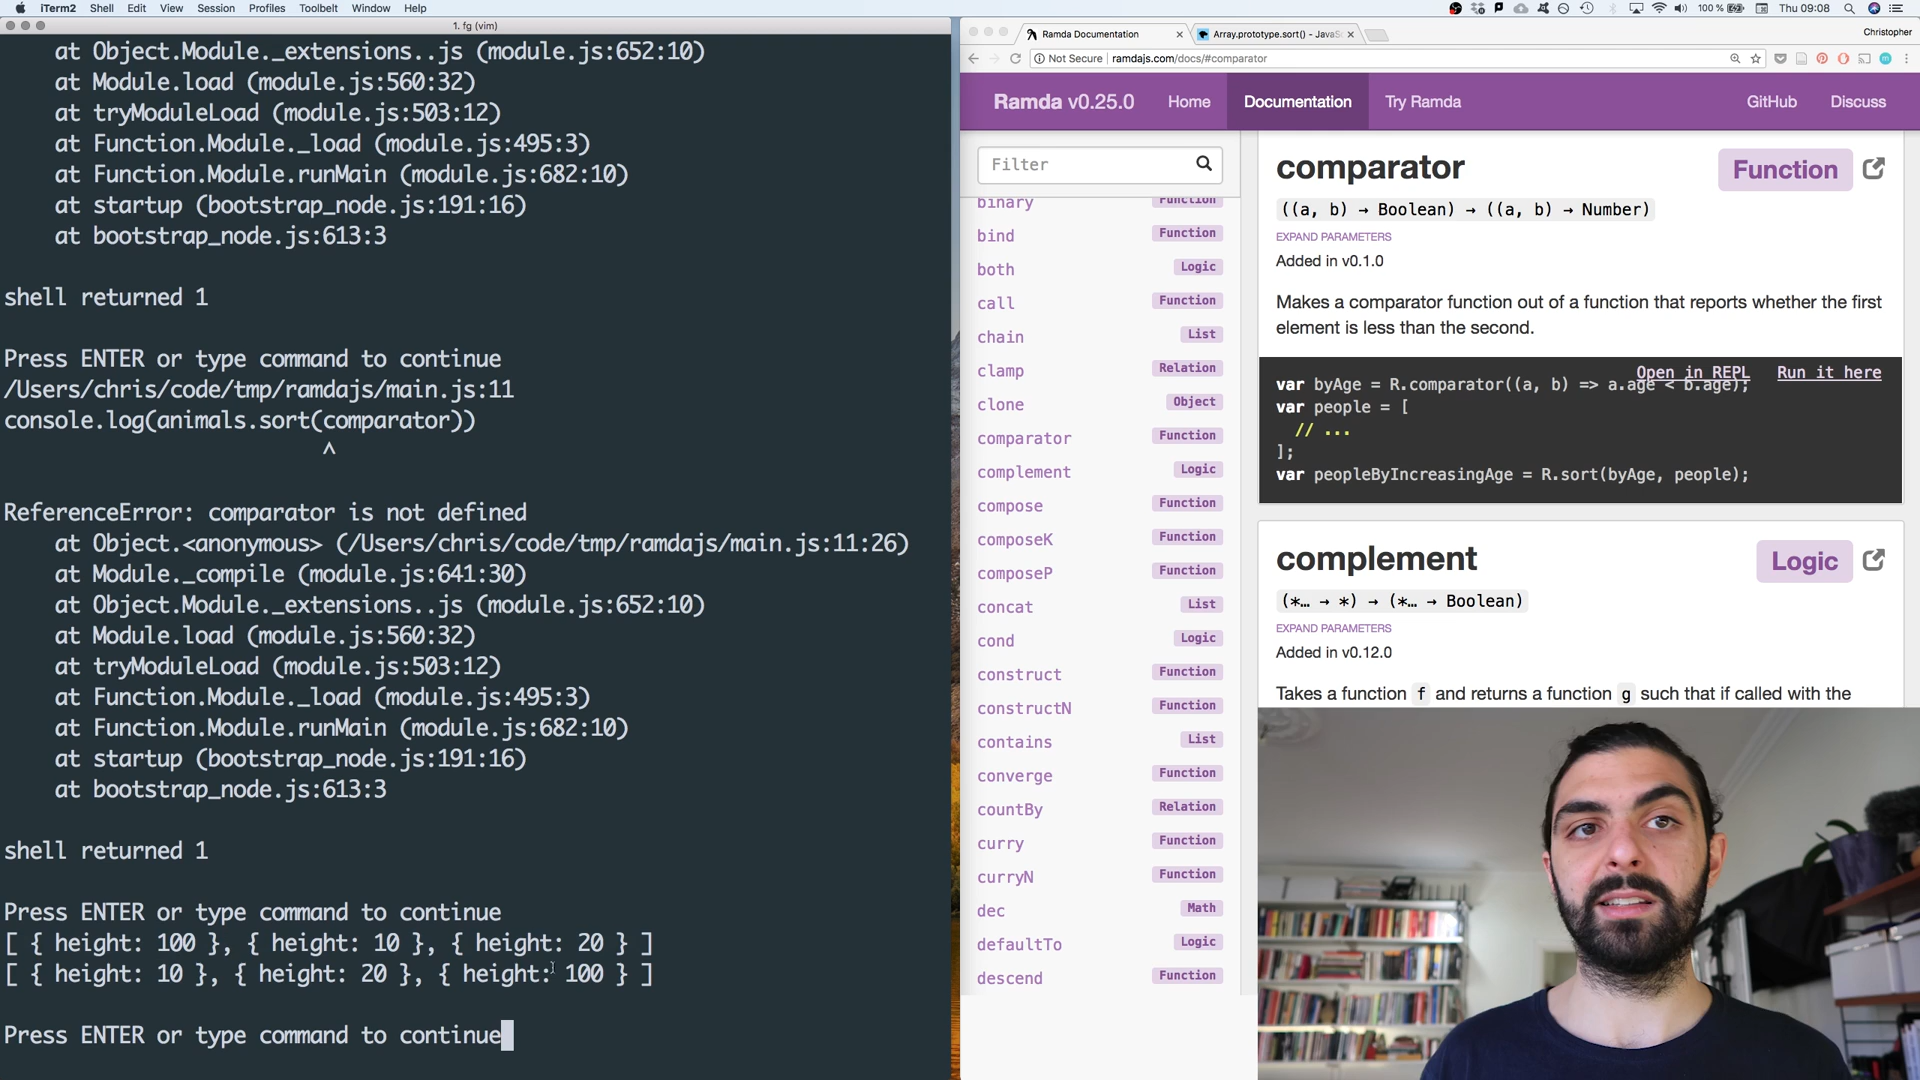 iTerm2 Shell Edit View Session Profiles Toolbelt Window Help
100 % Thu 09:08
1. fg (vim)
at Object.Module._extensions..js (module.js:652:10)
at Module.load (module.js:560:32)
at tryModuleLoad (module.js:503:12)
at Function.Module._load (module.js:495:3)
at Function.Module.runMain (module.js:682:10)
at startup (bootstrap_node.js:191:16)
at bootstrap_node.js:613:3
shell returned 1
Press ENTER or type command to continue
/Users/chris/code/tmp/ramdajs/main.js:11
console.log(animals.sort(comparator))
^
ReferenceError: comparator is not defined
at Object.<anonymous> (/Users/chris/code/tmp/ramdajs/main.js:11:26)
at Module._compile (module.js:641:30)
at Object.Module._extensions..js (module.js:652:10)
at Module.load (module.js:560:32)
at tryModuleLoad (module.js:503:12)
at Function.Module._load (module.js:495:3)
at Function.Module.runMain (module.js:682:10)
at startup (bootstrap_node.js:191:16)
at bootstrap_node.js:613:3
shell returned 1
Press ENTER or type command to continue
[ { height: 100 }, { height: 10 }, { height: 20 } ]
[ { height: 10 }, { height: 20 }, { height: 100 } ]
Press ENTER or type command to continue
Ramda Documentation
Array.prototype.sort() - JavaS
Christopher
Not Secure ramdajs.com/docs/#comparator
Ramda v0.25.0 Home Documentation Try Ramda GitHub Discuss
Filter
binary Function
bind Function
both Logic
call Function
chain List
clamp Relation
clone Object
comparator Function
complement Logic
compose Function
composeK Function
composeP Function
concat List
cond Logic
construct Function
constructN Function
contains List
converge Function
countBy Relation
curry Function
curryN Function
dec Math
defaultTo Logic
descend Function
comparator Function
((a, b) → Boolean) → ((a, b) → Number)
EXPAND PARAMETERS
Added in v0.1.0
Makes a comparator function out of a function that reports whether the first
element is less than the second.
Open in REPL Run it here
var byAge = R.comparator((a, b) => a.age < b.age);
var people = [
// ...
];
var peopleByIncreasingAge = R.sort(byAge, people);
complement Logic
(*… → *) → (*… → Boolean)
EXPAND PARAMETERS
Added in v0.12.0
Takes a function f and returns a function g such that if called with the